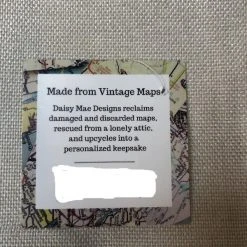 Made from Vintage Maps
Daisy Mae Designs reclaims
damaged and discarded maps,
rescued from a lonely attic,
and upcycles into a
personalized keepsake